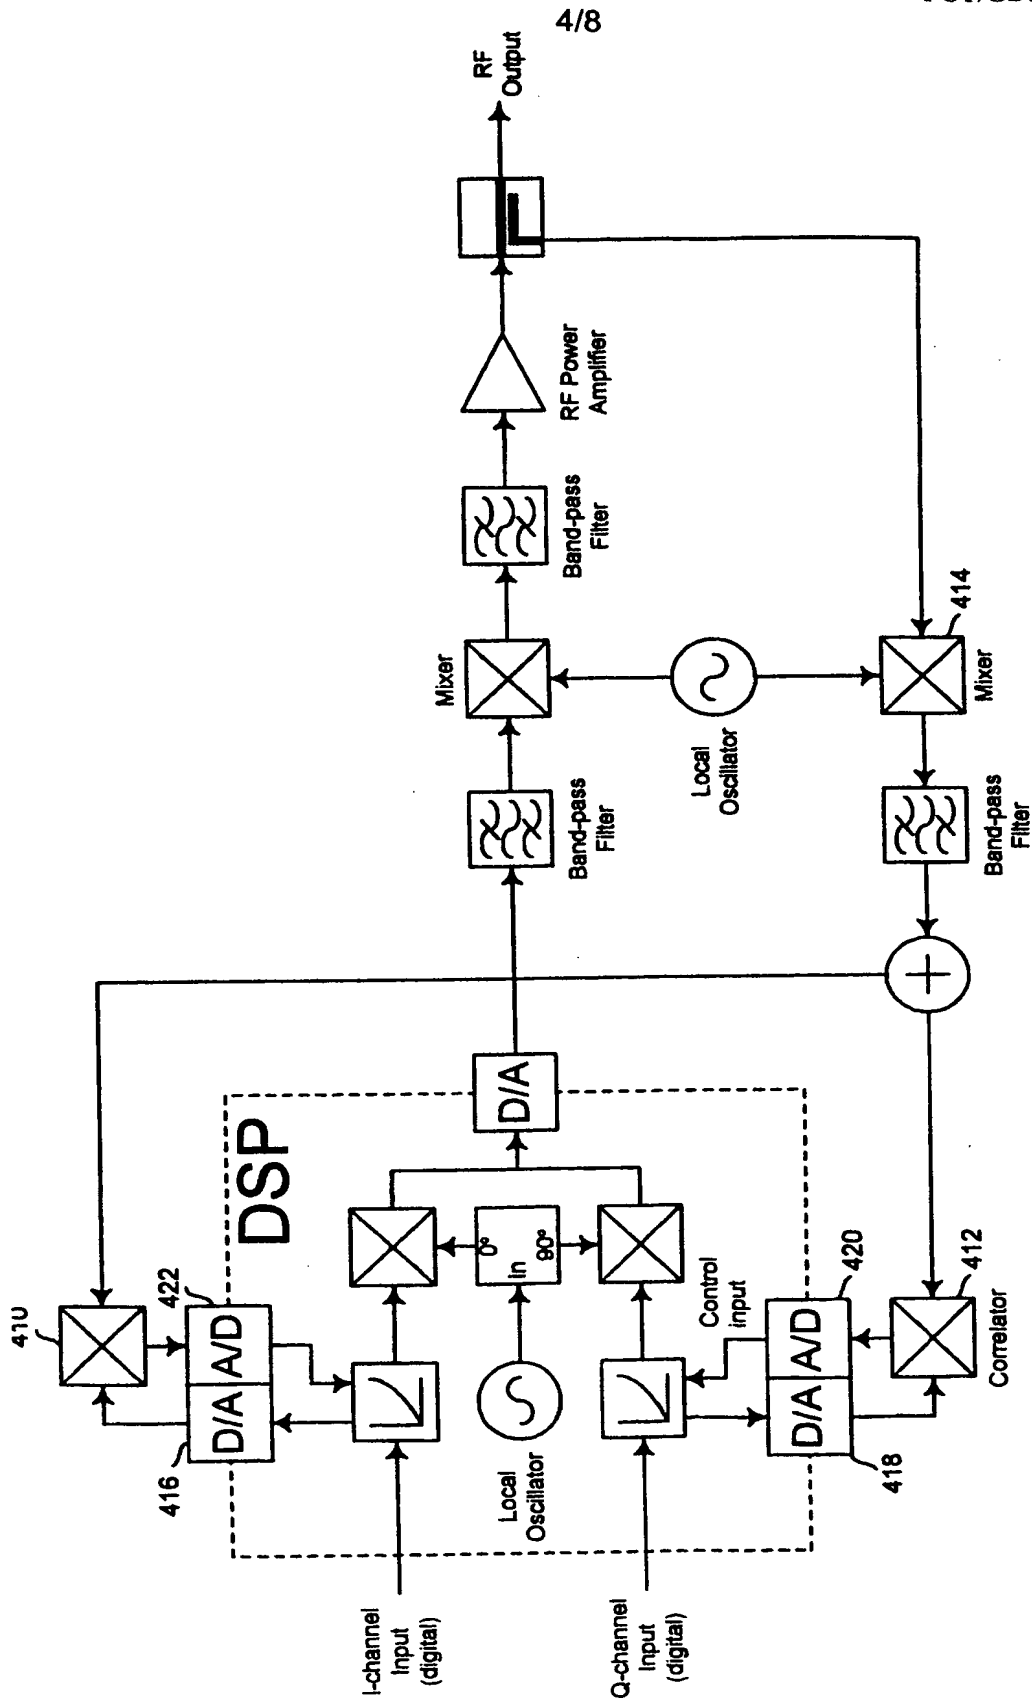 4/8
RF
Output
RF Power
Amplifier
Band-pass
Filter
Mixer
414
Mixer
Local
Oscillator
Band-pass
Filter
Band-pass
Filter
D/A
DSP
410
422
A/D
D/A
416
0°
In
90°
Control
input
420
A/D
D/A
418
412
Correlator
Local
Oscillator
I-channel
Input
(digital)
Q-channel
Input
(digital)